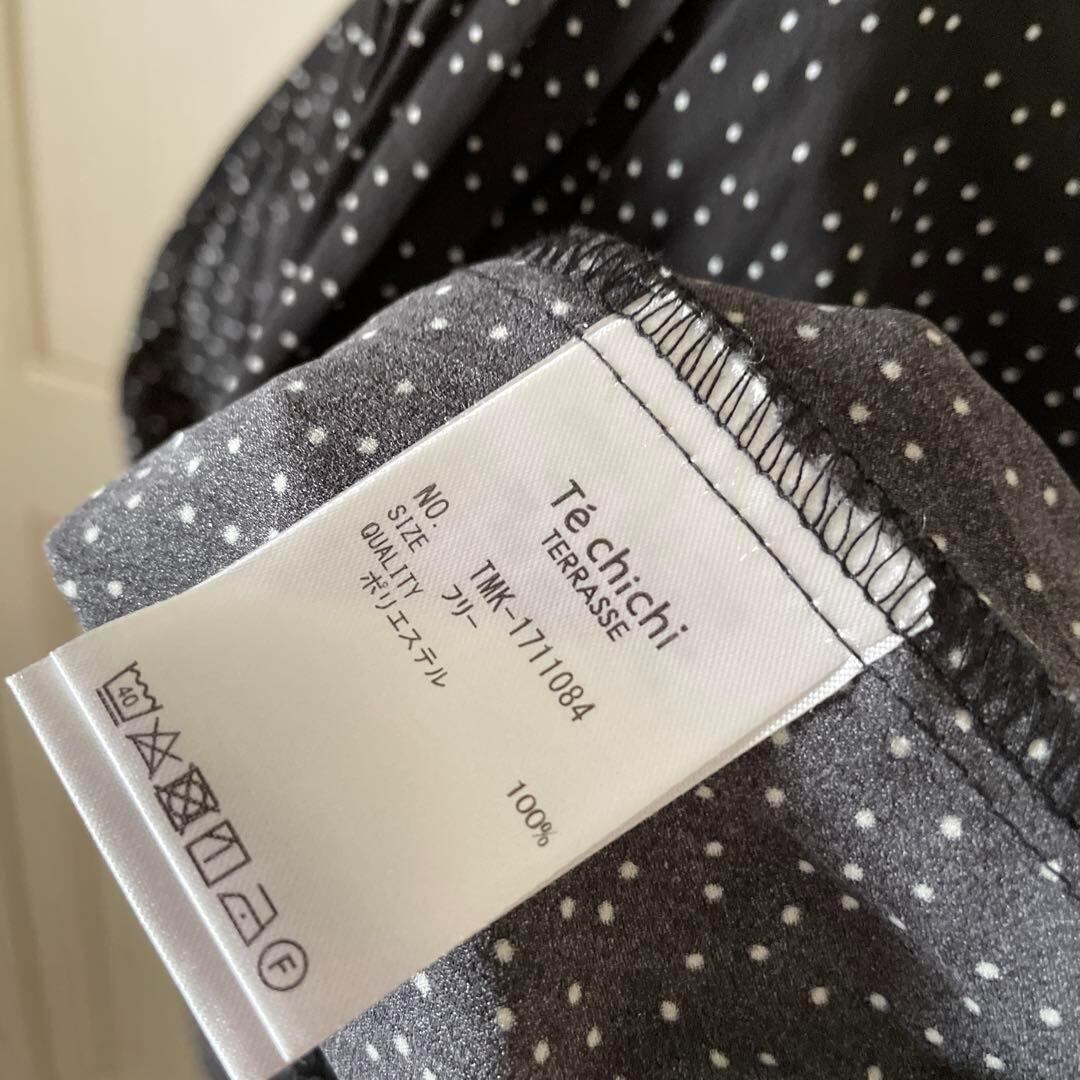 Té chichi
TERRASSE
NO. TMK-1711084
SIZE フリー
QUALITY
ポリエステル 100%
40
F